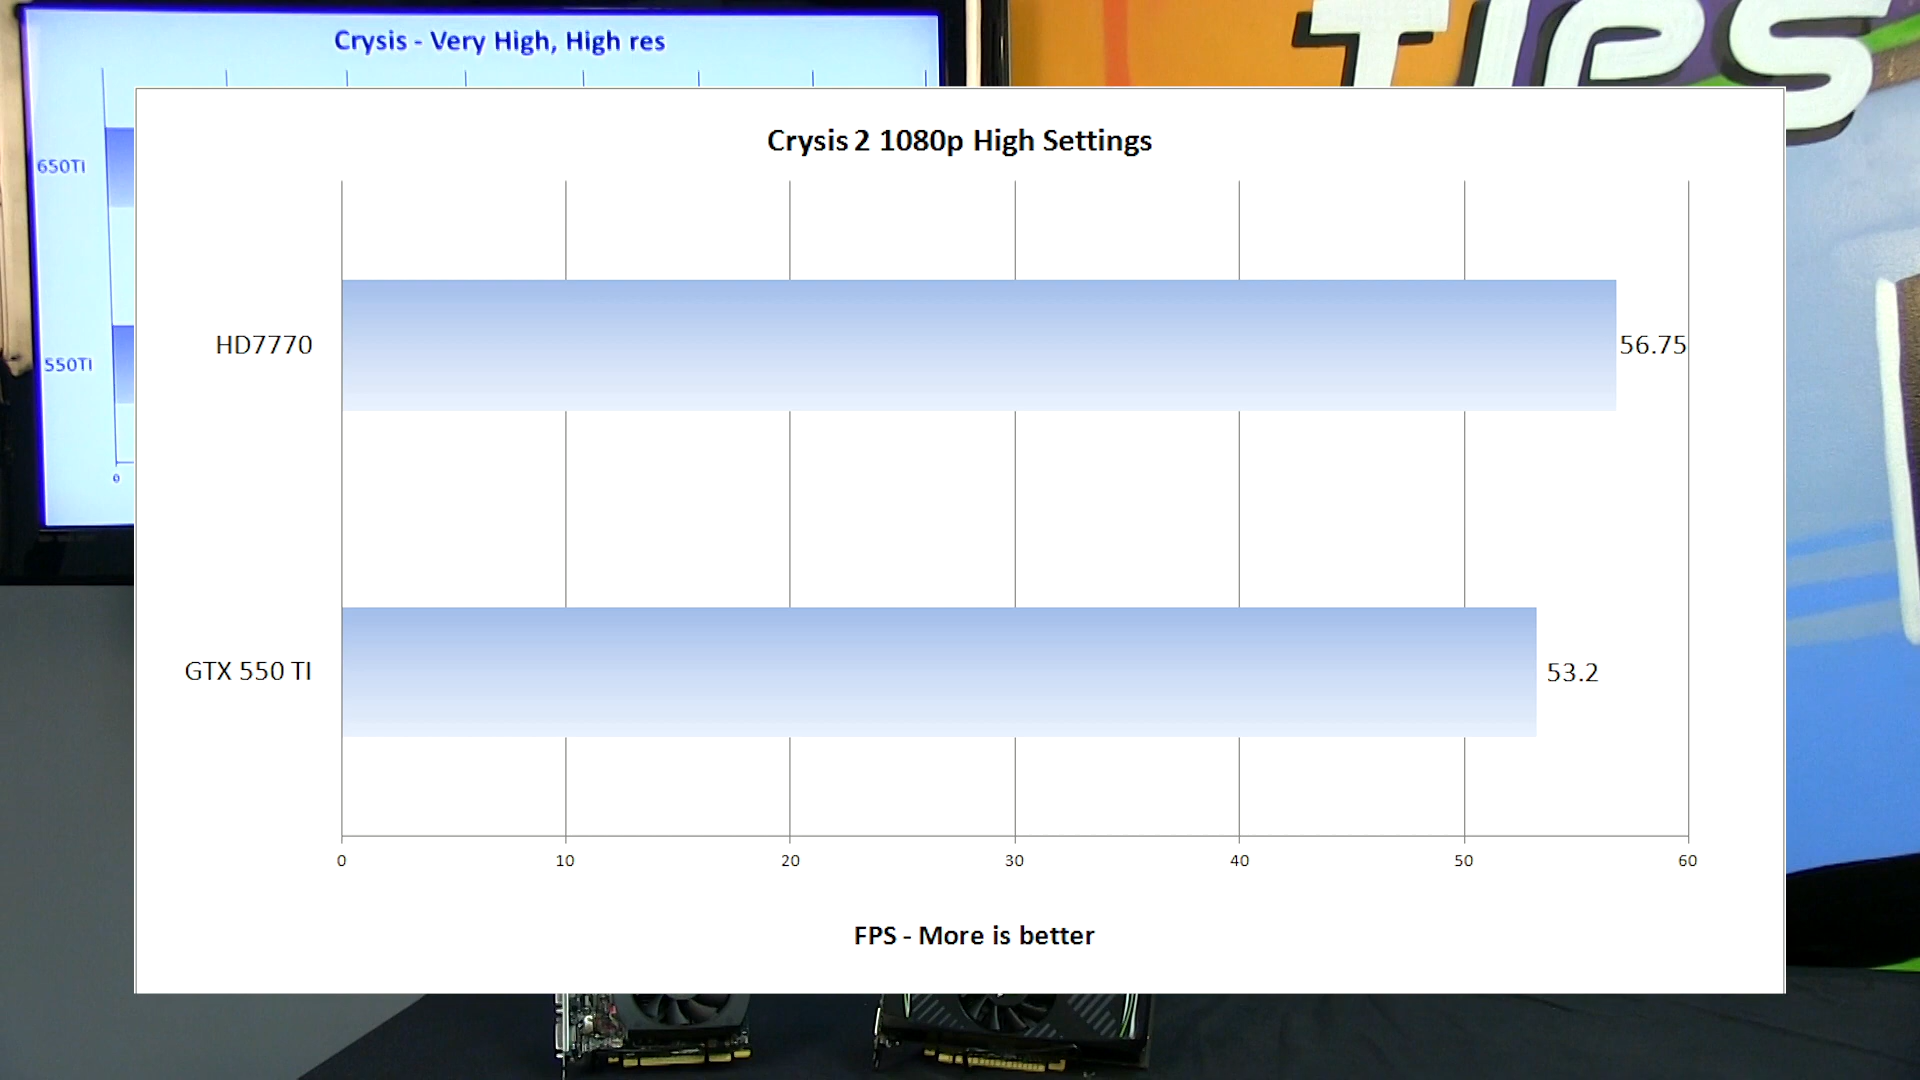 Crysis - Very High, High res
TIPS
650TI
550TI
0
Crysis 2 1080p High Settings
HD7770
56.75
GTX 550 TI
53.2
0 10 20 30 40 50 60
FPS - More is better